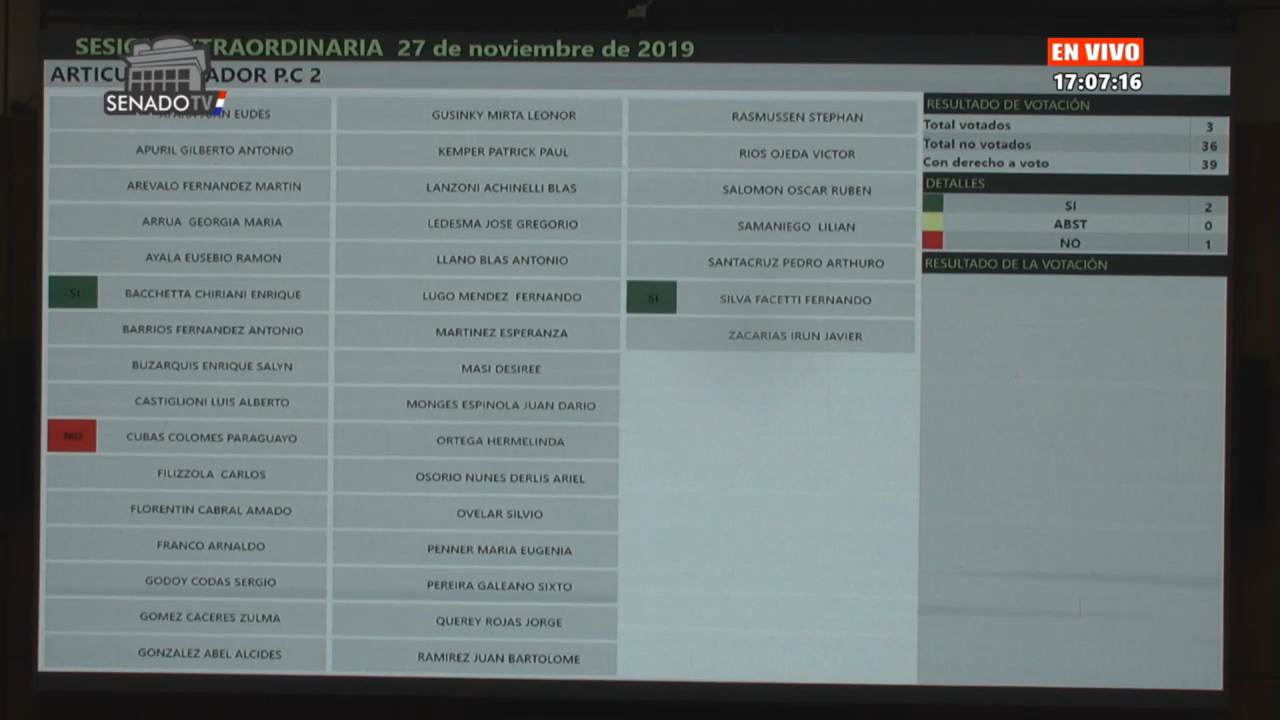 SESIÓN EXTRAORDINARIA 27 de noviembre de 2019
EN VIVO
17:07:16
SENADO TV
P.C 2
EUDES
APURIL GILBERTO ANTONIO
AREVALO FERNANDEZ MARTIN
ARRUA GEORGIA MARIA
AYALA EUSEBIO RAMON
SI BACCHETTA CHIRIANI ENRIQUE
BARRIOS FERNANDEZ ANTONIO
BUZARQUIS ENRIQUE SALYN
CASTIGLIONI LUIS ALBERTO
NO CUBAS COLOMES PARAGUAYO
FILIZZOLA CARLOS
FLORENTIN CABRAL AMADO
FRANCO ARNALDO
GODOY CODAS SERGIO
GOMEZ CACERES ZULMA
GONZALEZ ABEL ALCIDES
GUSINKY MIRTA LEONOR
KEMPER PATRICK PAUL
LANZONI ACHINELLI BLAS
LEDESMA JOSE GREGORIO
LLANO BLAS ANTONIO
LUGO MENDEZ FERNANDO
MARTINEZ ESPERANZA
MASI DESIREE
MONGES ESPINOLA JUAN DARIO
ORTEGA HERMELINDA
OSORIO NUNES DERLIS ARIEL
OVELAR SILVIO
PENNER MARIA EUGENIA
PEREIRA GALEANO SIXTO
QUEREY ROJAS JORGE
RAMIREZ JUAN BARTOLOME
RASMUSSEN STEPHAN
RIOS OJEDA VICTOR
SALOMON OSCAR RUBEN
SAMANIEGO LILIAN
SANTACRUZ PEDRO ARTHURO
SI SILVA FACETTI FERNANDO
ZACARIAS IRUN JAVIER
RESULTADO DE VOTACIÓN
Total votados 3
Total no votados 36
Con derecho a voto 39
DETALLES
SI 2
ABST 0
NO 1
RESULTADO DE LA VOTACIÓN